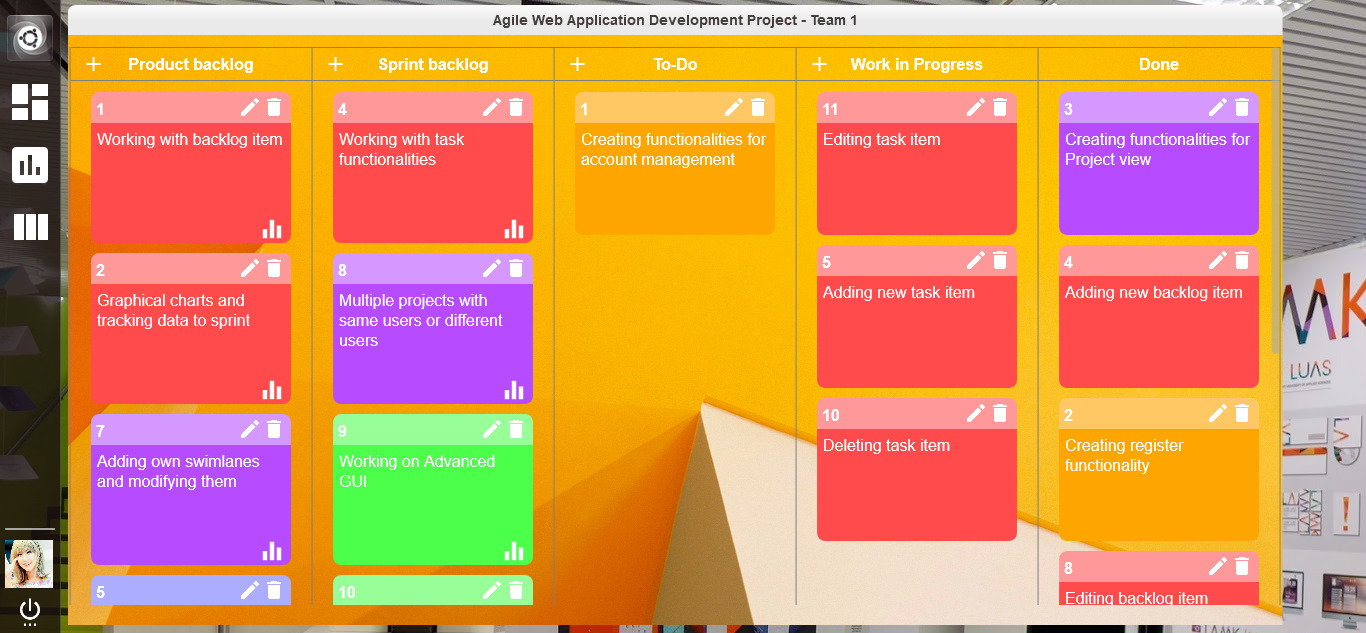 Agile Web Application Development Project - Team 1
+ Product backlog
+ Sprint backlog
+ To-Do
+ Work in Progress
Done
1
Working with backlog item
2
Graphical charts and
tracking data to sprint
7
Adding own swimlanes
and modifying them
5
4
Working with task
functionalities
8
Multiple projects with
same users or different
users
9
Working on Advanced
GUI
10
1
Creating functionalities for
account management
11
Editing task item
5
Adding new task item
10
Deleting task item
3
Creating functionalities for
Project view
4
Adding new backlog item
2
Creating register
functionality
8
Editing backlog item
LUAS